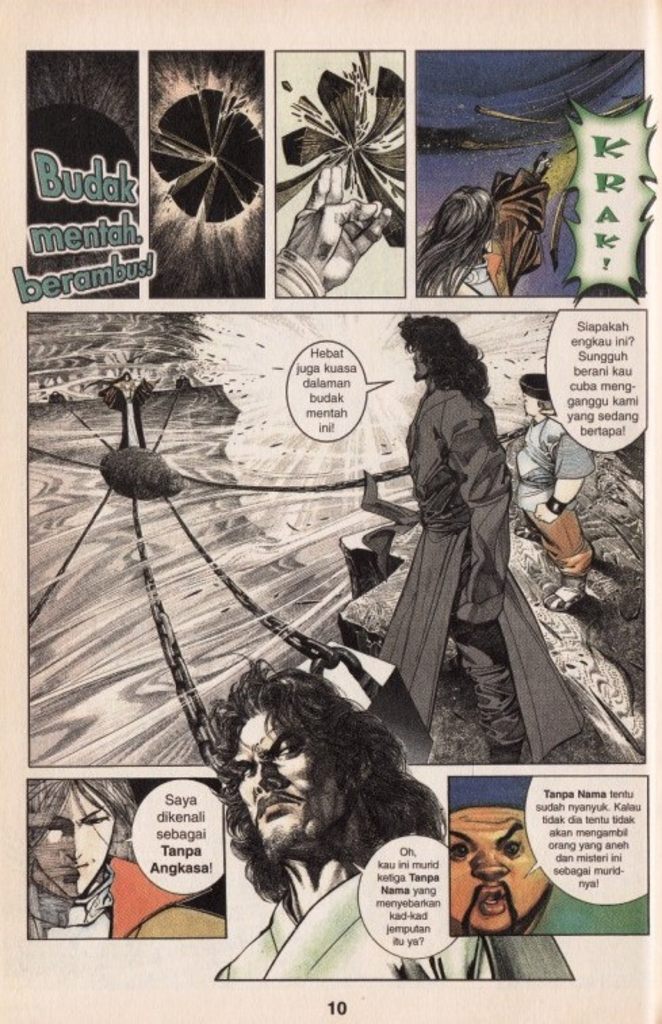 Budak
mentah.
berambus!
KRAK!
Hebat
juga kuasa
dalaman
budak
mentah
ini!
Siapakah
engkau ini?
Sungguh
berani kau
cuba meng-
ganggu kami
yang sedang
bertapa!
Saya
dikenali
sebagai
Tanpa
Angkasa!
Oh,
kau ini murid
ketiga Tanpa
Nama yang
menyebarkan
kad-kad
jemputan
itu ya?
Tanpa Nama tentu
sudah nyanyuk. Kalau
tidak dia tentu tidak
akan mengambil
orang yang aneh
dan misteri ini
sebagai murid-
nya!
10